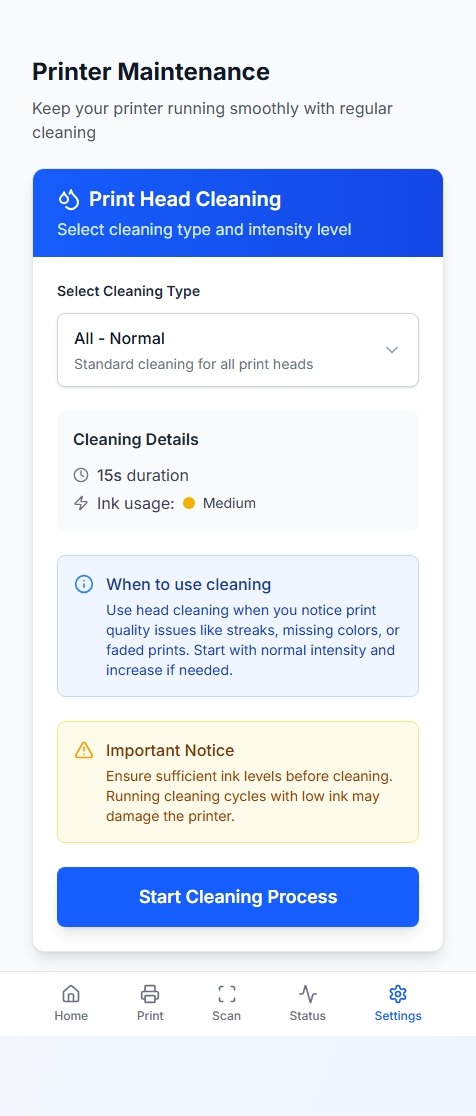 Printer Maintenance
Keep your printer running smoothly with regular
cleaning
Print Head Cleaning
Select cleaning type and intensity level
Select Cleaning Type
All - Normal
Standard cleaning for all print heads
Cleaning Details
15s duration
Ink usage: Medium
When to use cleaning
Use head cleaning when you notice print
quality issues like streaks, missing colors, or
faded prints. Start with normal intensity and
increase if needed.
Important Notice
Ensure sufficient ink levels before cleaning.
Running cleaning cycles with low ink may
damage the printer.
Start Cleaning Process
Home Print Scan Status Settings